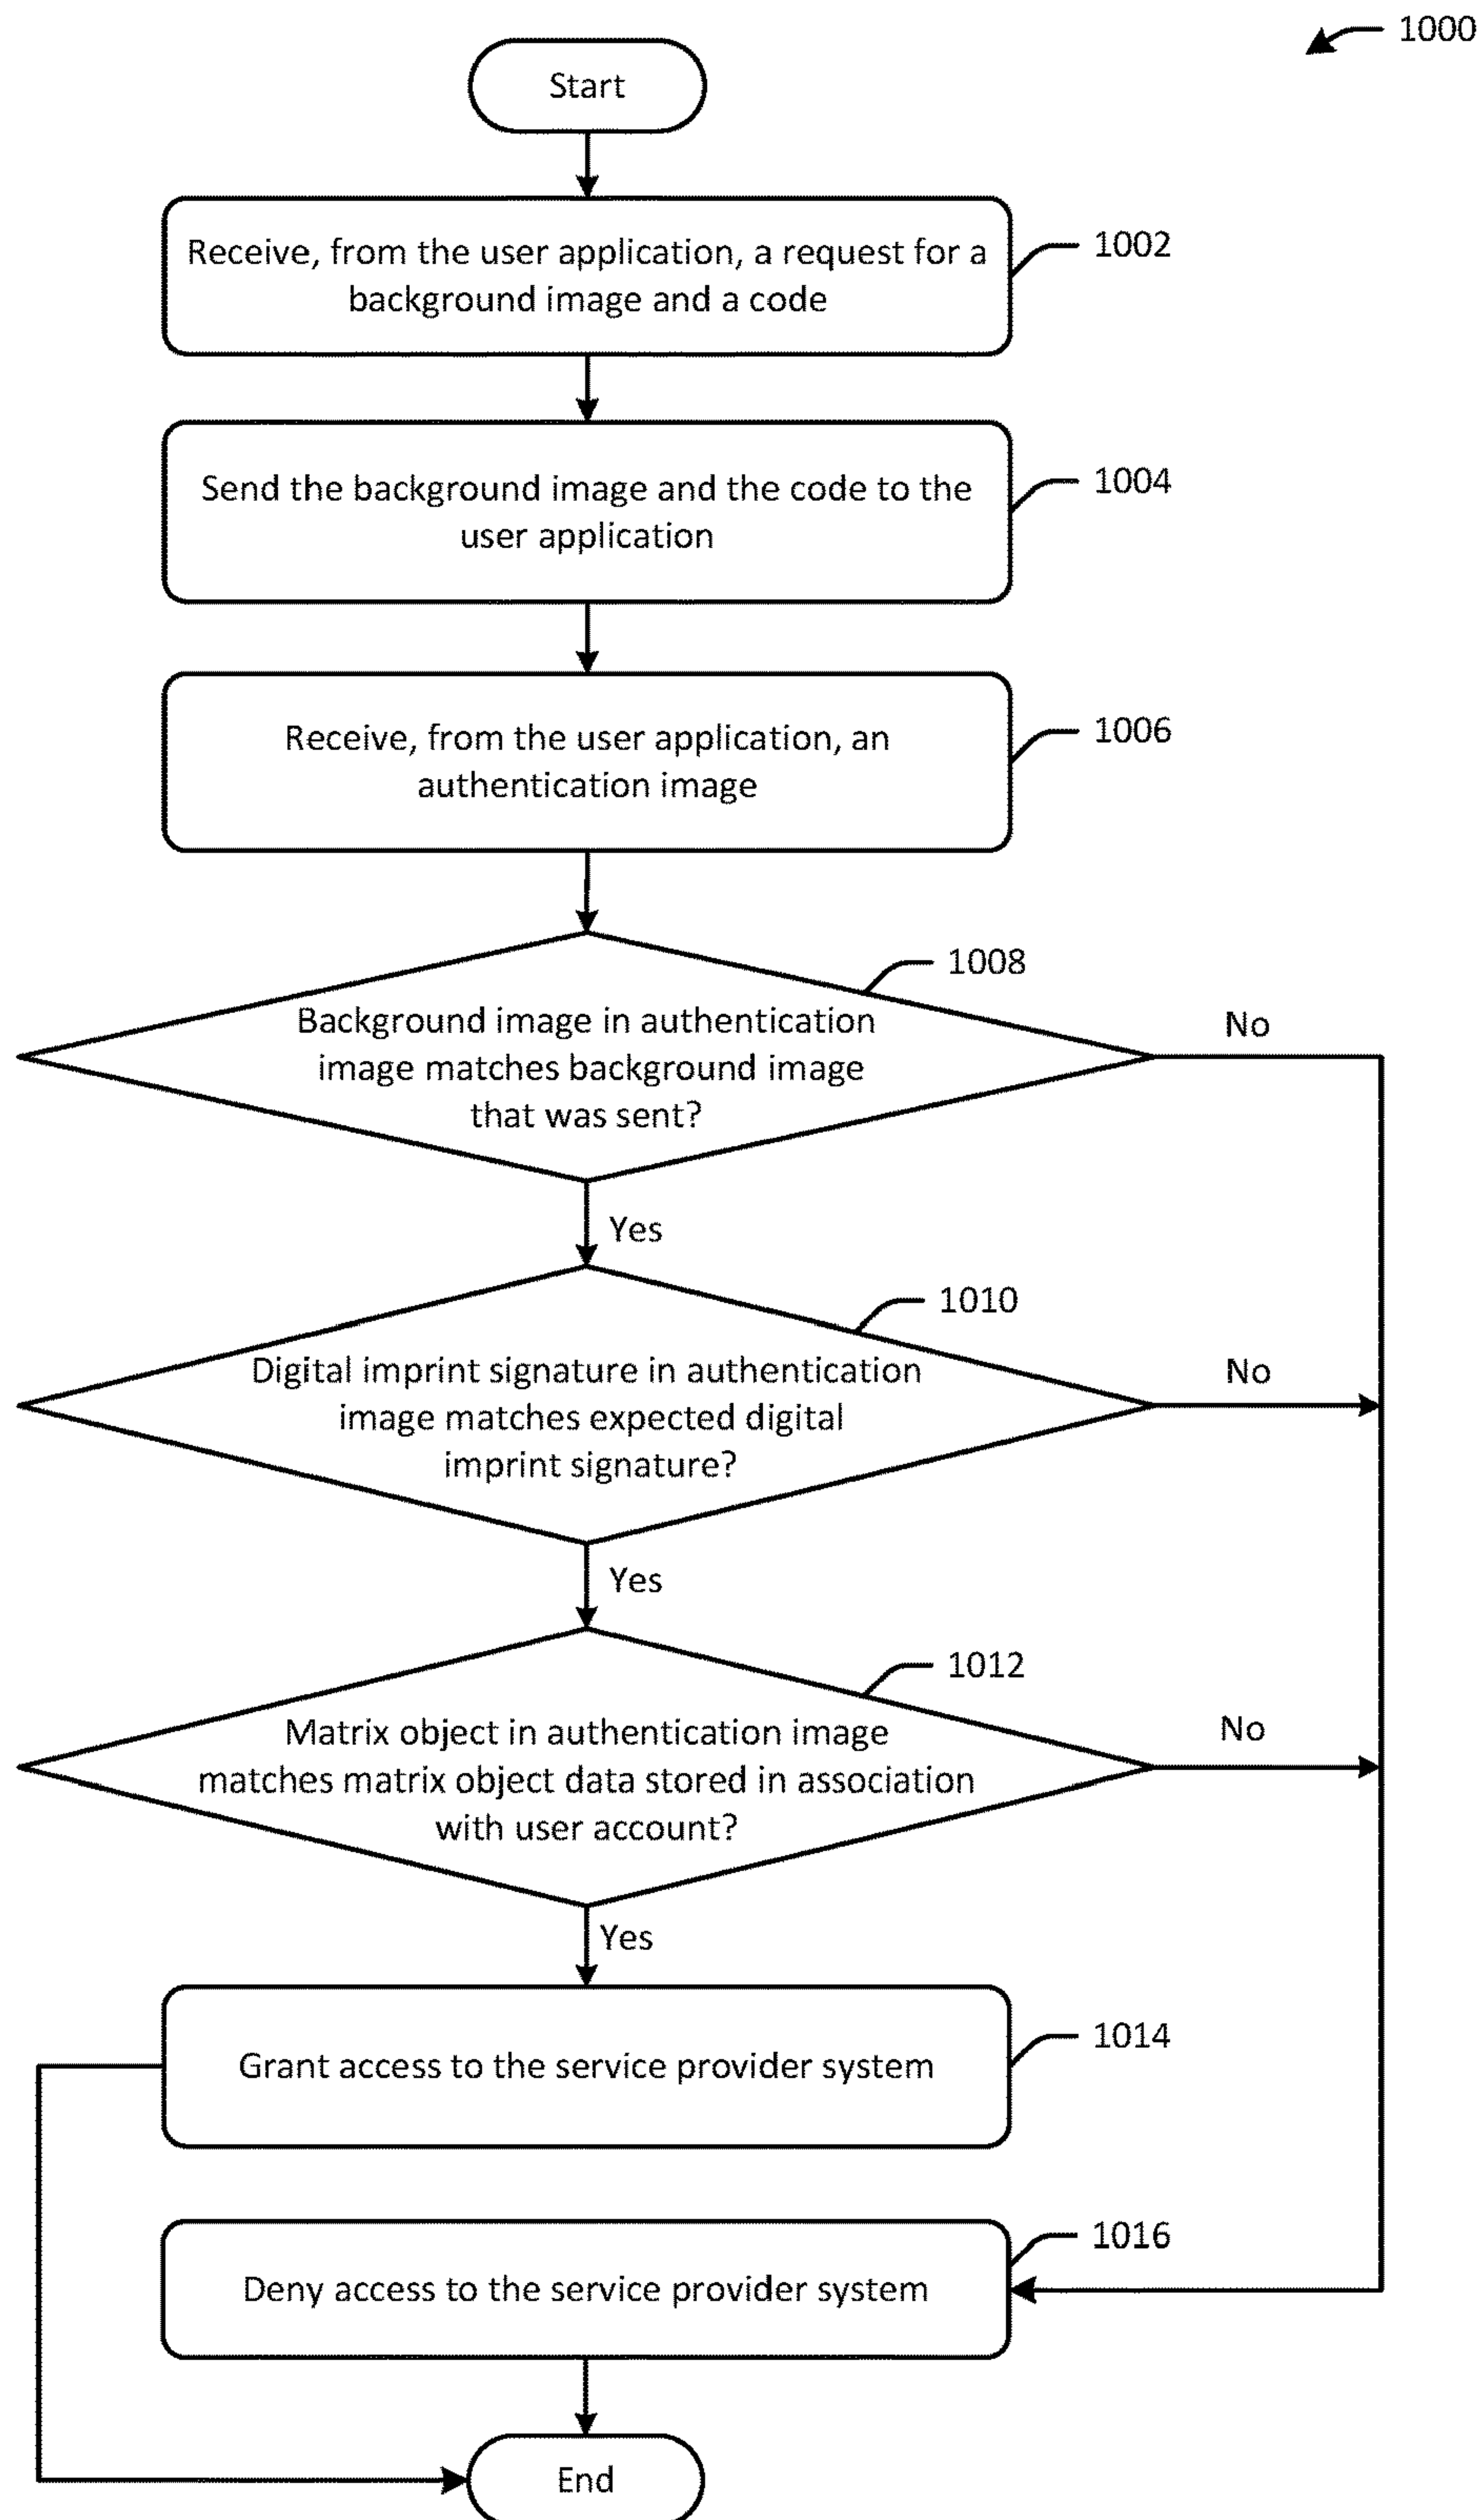 1000
Start
Receive, from the user application, a request for a
background image and a code
1002
Send the background image and the code to the
user application
1004
Receive, from the user application, an
authentication image
1006
1008
Background image in authentication
image matches background image
that was sent?
No
Yes
1010
Digital imprint signature in authentication
image matches expected digital
imprint signature?
No
Yes
1012
Matrix object in authentication image
matches matrix object data stored in association
with user account?
No
Yes
Grant access to the service provider system
1014
Deny access to the service provider system
1016
End